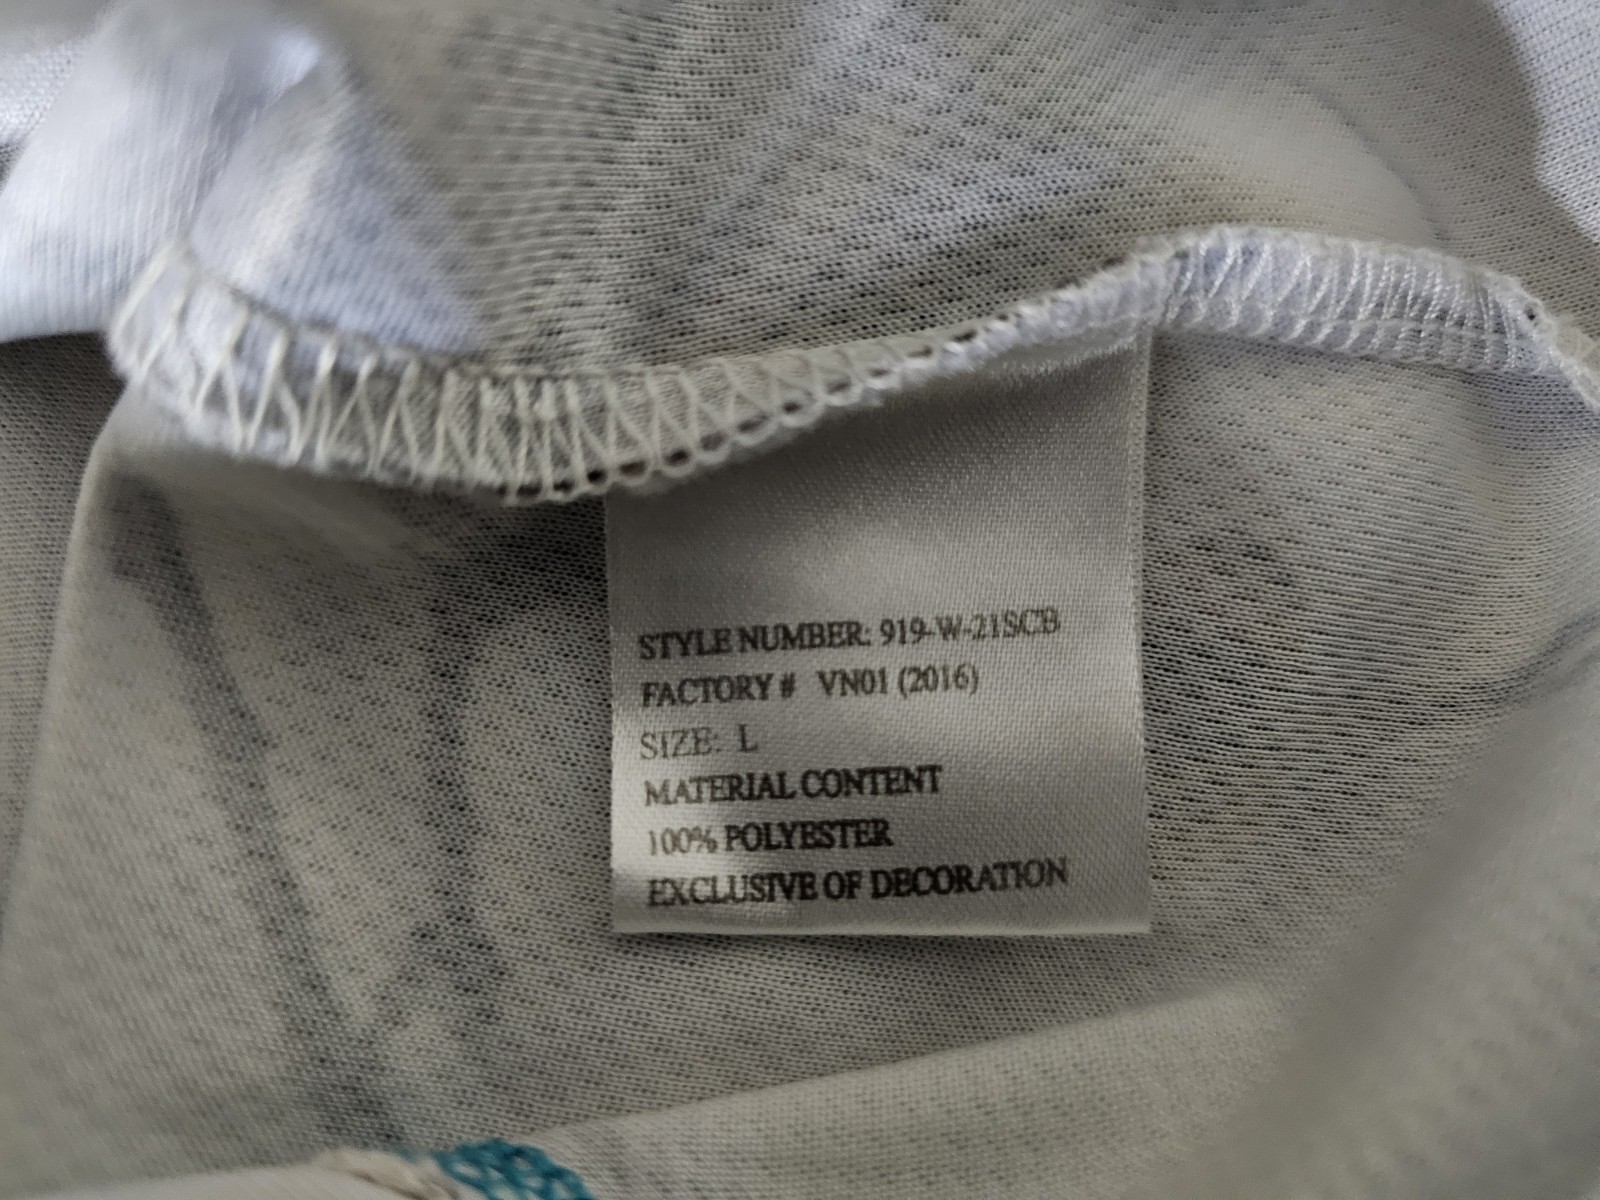 STYLE NUMBER: 919-W-21SCB
FACTORY # VN01 (2016)
SIZE: L
MATERIAL CONTENT
100% POLYESTER
EXCLUSIVE OF DECORATION